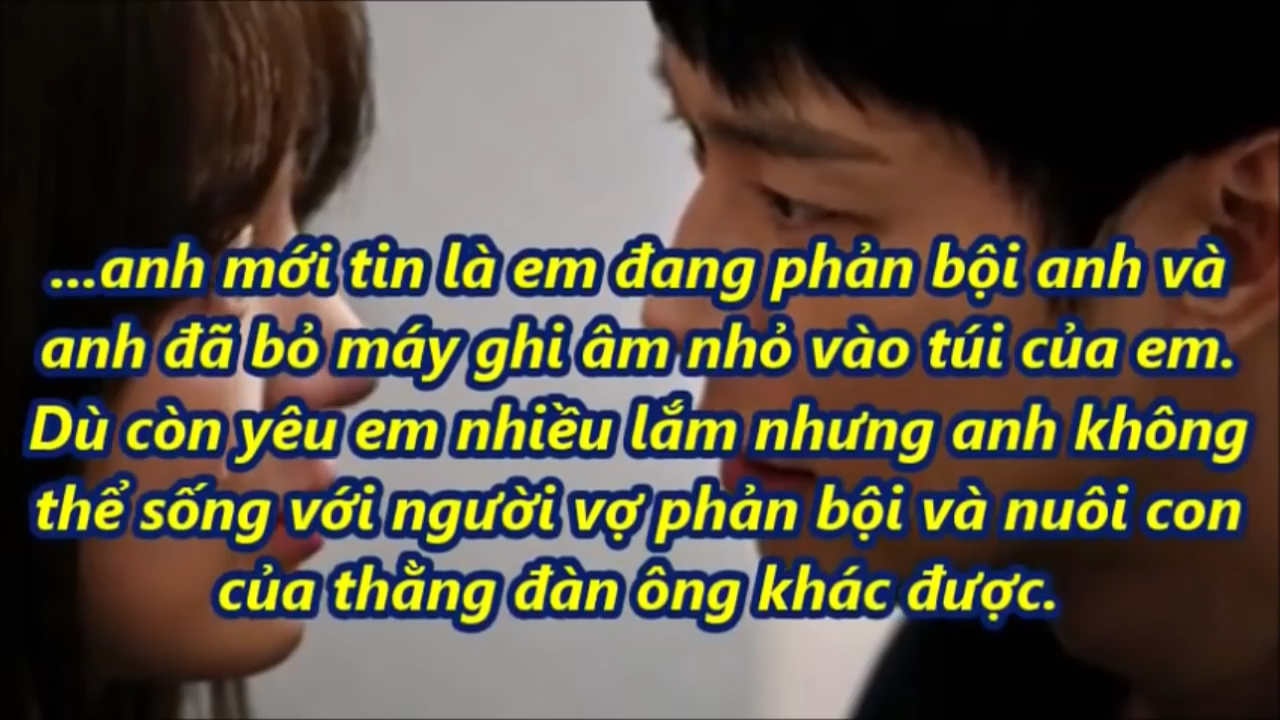 ...anh mới tin là em đang phản bội anh và
anh đã bỏ máy ghi âm nhỏ vào túi của em.
Dù còn yêu em nhiều lắm nhưng anh không
thể sống với người vợ phản bội và nuôi con
của thằng đàn ông khác được.